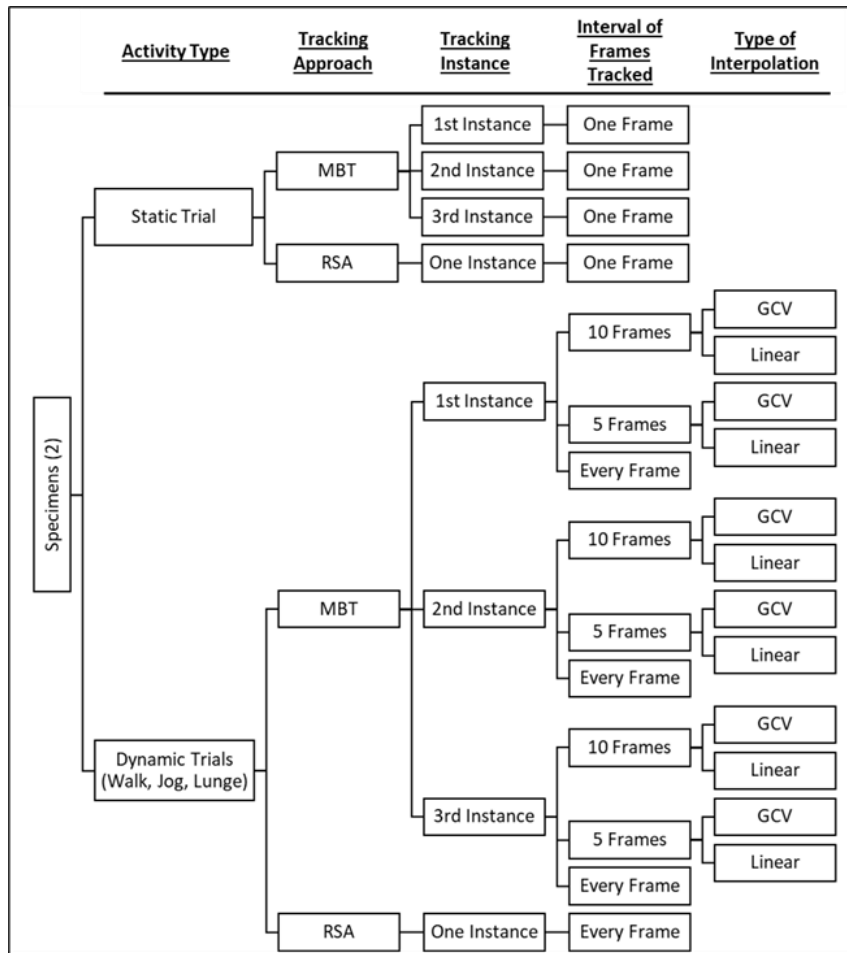 Activity Type
Tracking
Approach
Tracking
Instance
Interval of
Frames
Tracked
Type of
Interpolation
Specimens (2)
Static Trial
MBT
1st Instance
One Frame
2nd Instance
One Frame
3rd Instance
One Frame
RSA
One Instance
One Frame
Dynamic Trials
(Walk, Jog, Lunge)
MBT
1st Instance
10 Frames
GCV
Linear
5 Frames
GCV
Linear
Every Frame
2nd Instance
10 Frames
GCV
Linear
5 Frames
GCV
Linear
Every Frame
3rd Instance
10 Frames
GCV
Linear
5 Frames
GCV
Linear
Every Frame
RSA
One Instance
Every Frame